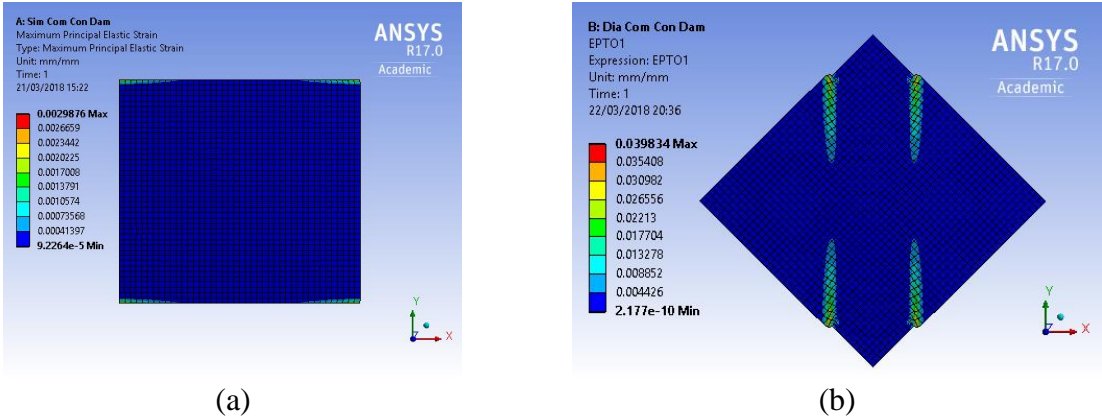 A: Sim Com Con Dam
Maximum Principal Elastic Strain
Type: Maximum Principal Elastic Strain
Unit: mm/mm
Time: 1
21/03/2018 15:22
ANSYS
R17.0
Academic
0.0029876 Max
0.0026659
0.0023442
0.0020225
0.0017008
0.0013791
0.0010574
0.00073568
0.00041397
9.2264e-5 Min
Y
Z
X
(a)
B: Dia Com Con Dam
EPTO1
Expression: EPTO1
Unit: mm/mm
Time: 1
22/03/2018 20:36
ANSYS
R17.0
Academic
0.039834 Max
0.035408
0.030982
0.026556
0.02213
0.017704
0.013278
0.008852
0.004426
2.177e-10 Min
Y
Z
X
(b)